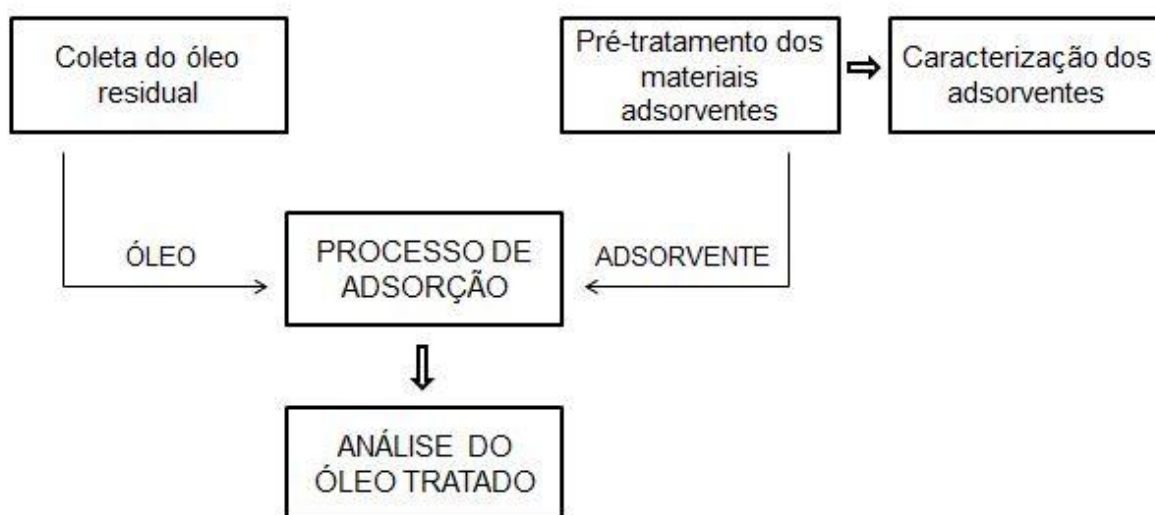 Coleta do óleo
residual
Pré-tratamento dos
materiais
adsorventes
Caracterização dos
adsorventes
ÓLEO
PROCESSO DE
ADSORÇÃO
ADSORVENTE
ANÁLISE DO
ÓLEO TRATADO